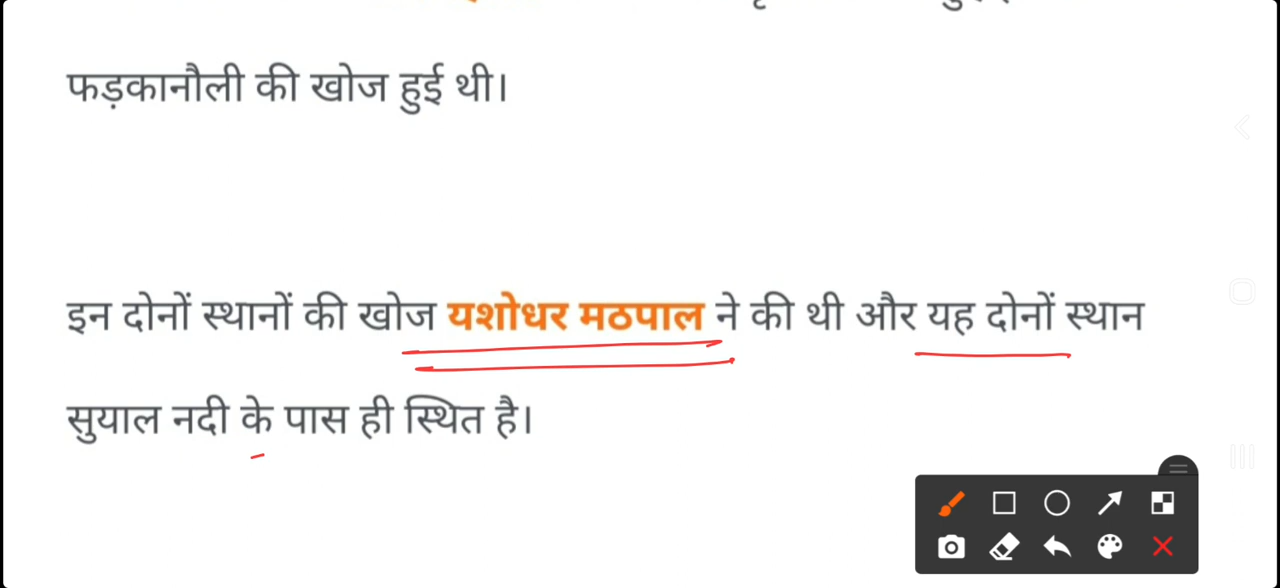 फड़कानौली की खोज हुई थी।
इन दोनों स्थानों की खोज यशोधर मठपाल ने की थी और यह दोनों स्थान
सुयाल नदी के पास ही स्थित है।